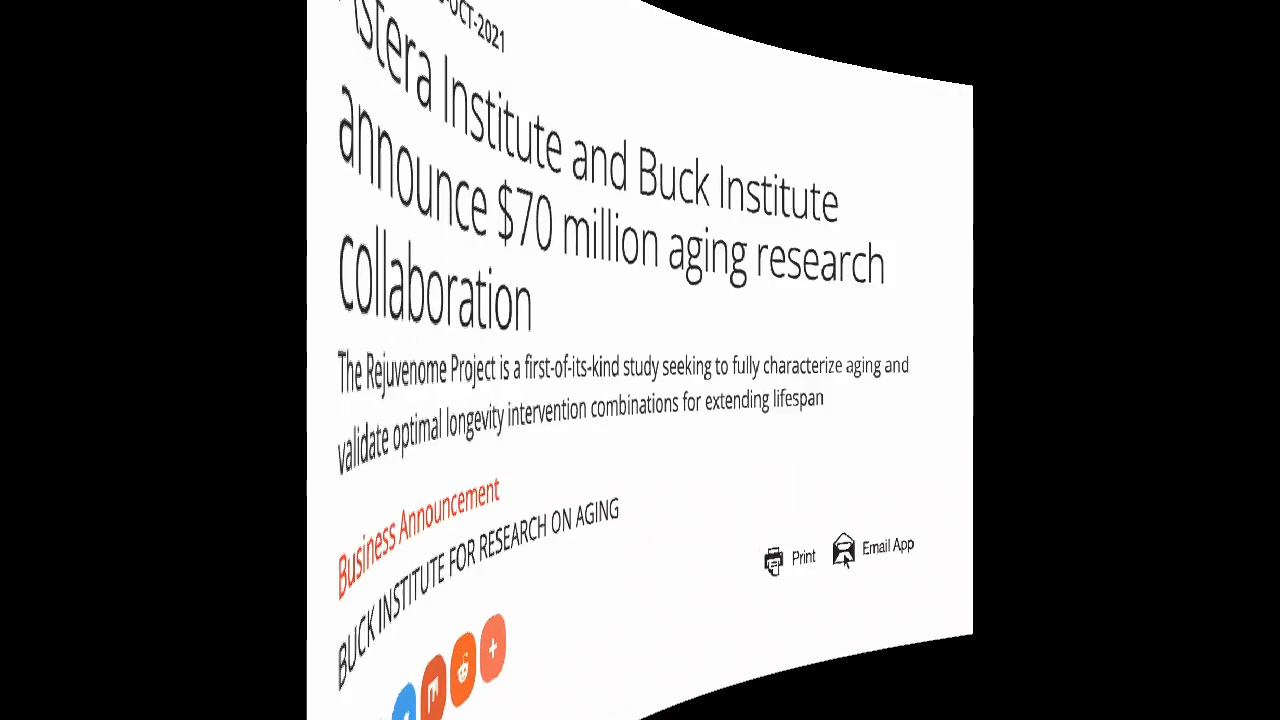 OCT-2021
Astera Institute and Buck Institute
announce $70 million aging research
collaboration
The Rejuvenome Project is a first-of-its-kind study seeking to fully characterize aging and
validate optimal longevity intervention combinations for extending lifespan
Business Announcement
BUCK INSTITUTE FOR RESEARCH ON AGING
Print Email App